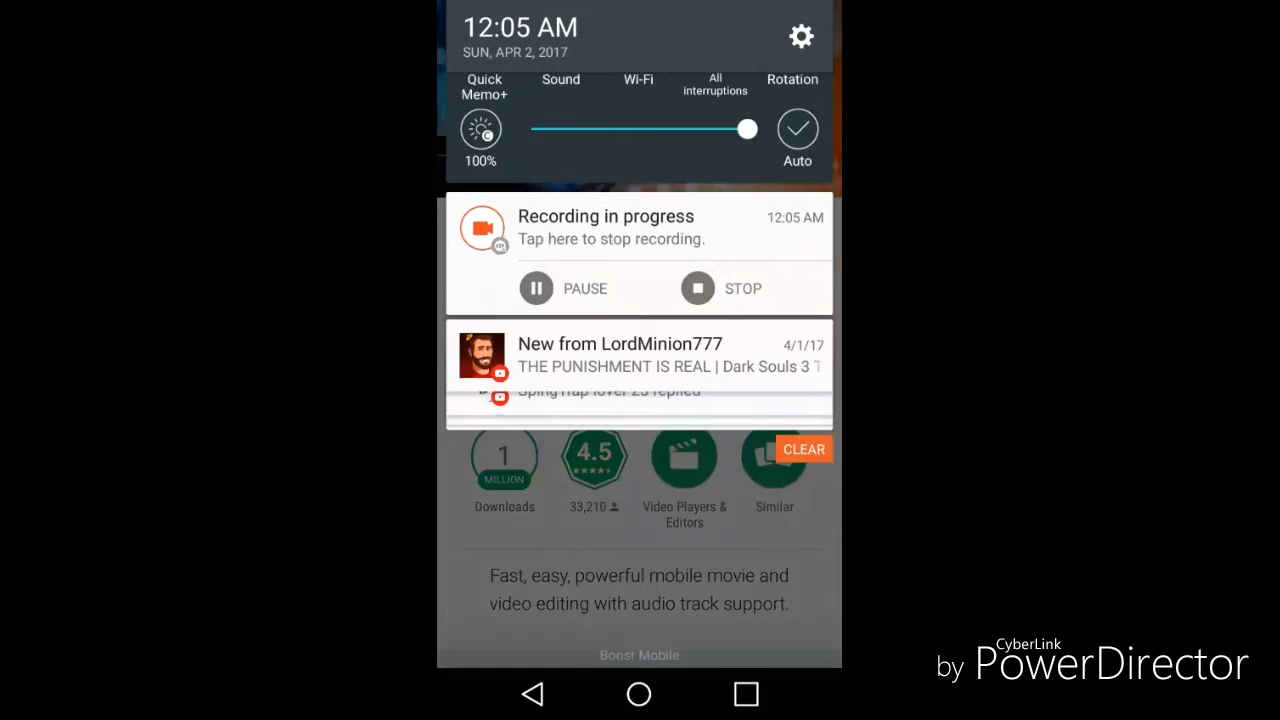 12:05 AM
SUN, APR 2, 2017
Quick
Memo+
Sound
Wi-Fi
All
interruptions
Rotation
100%
Auto
Recording in progress
12:05 AM
Tap here to stop recording.
PAUSE
STOP
New from LordMinion777
4/1/17
THE PUNISHMENT IS REAL | Dark Souls 3 T
lover 23 replied
CLEAR
1
MILLION
4.5
Downloads
33,210
Video Players &
Editors
Similar
Fast, easy, powerful mobile movie and
video editing with audio track support.
Boost Mobile
CyberLink
by PowerDirector